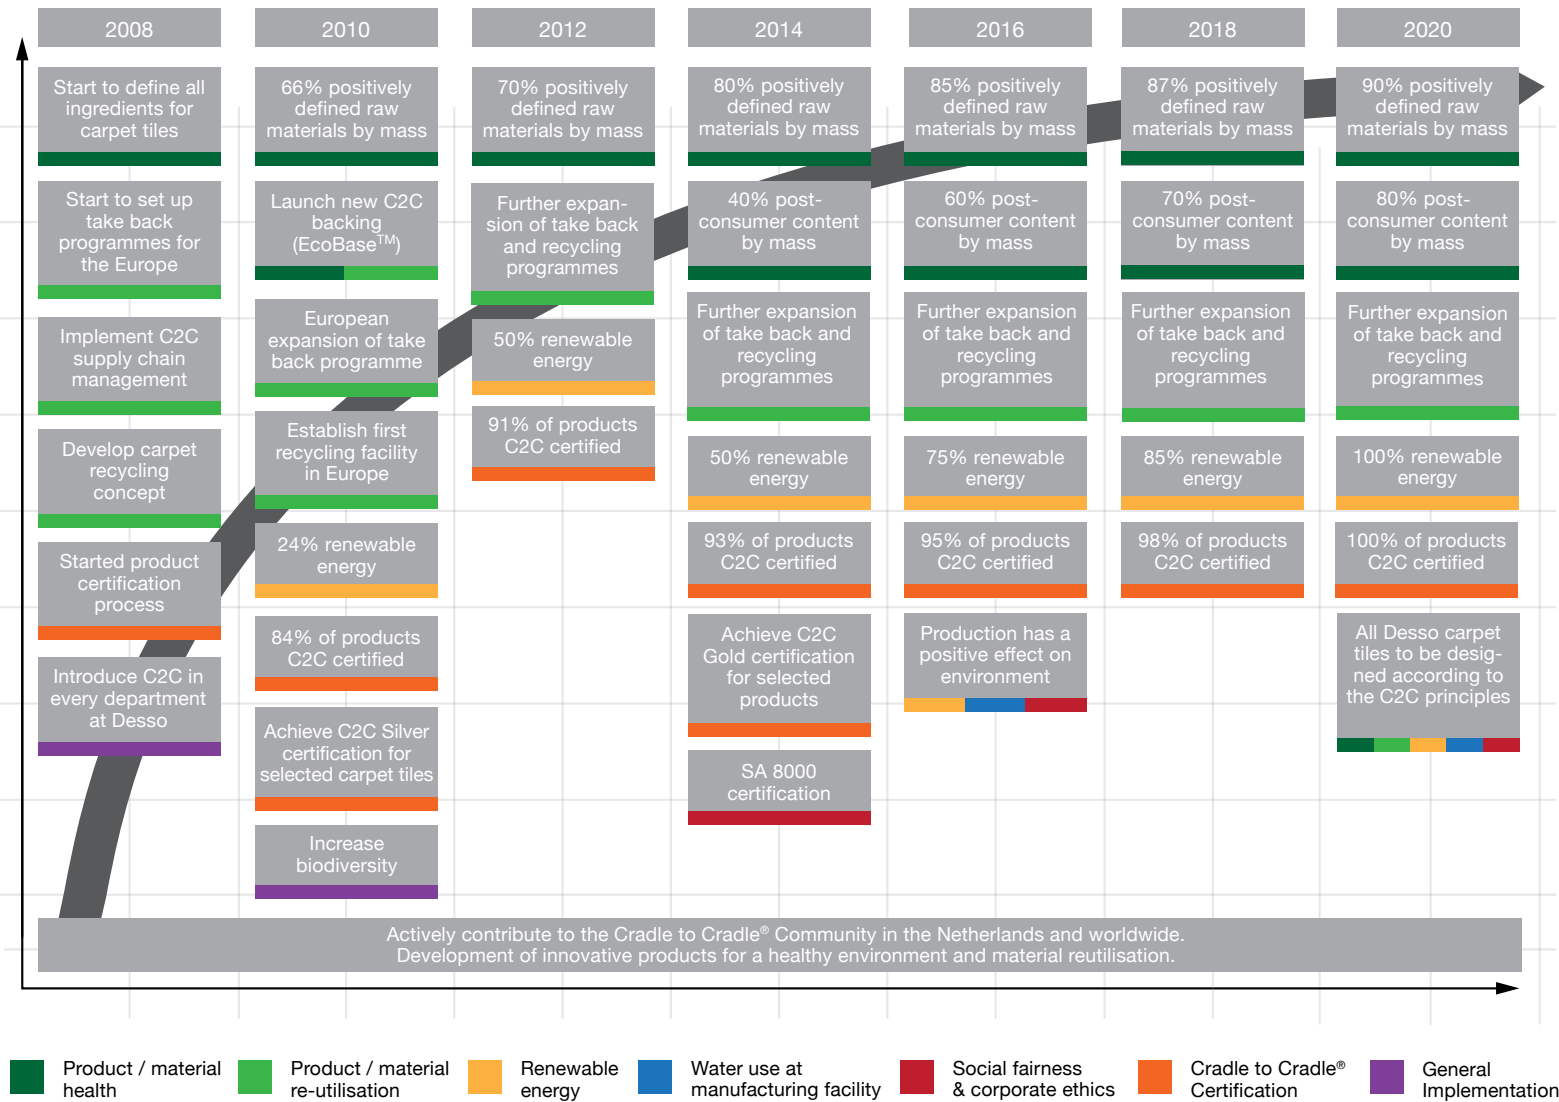 2008
Start to define all
ingredients for
carpet tiles
Start to set up
take back
programmes for
the Europe
Implement C2C
supply chain
management
Develop carpet
recycling
concept
Started product
certification
process
Introduce C2C in
every department
at Desso
2010
66% positively
defined raw
materials by mass
Launch new C2C
backing
(EcoBase™)
European
expansion of take
back programme
Establish first
recycling facility
in Europe
24% renewable
energy
84% of products
C2C certified
Achieve C2C Silver
certification for
selected carpet tiles
Increase
biodiversity
2012
70% positively
defined raw
materials by mass
Further expan-
sion of take back
and recycling
programmes
50% renewable
energy
91% of products
C2C certified
2014
80% positively
defined raw
materials by mass
40% post-
consumer content
by mass
Further expansion
of take back and
recycling
programmes
50% renewable
energy
93% of products
C2C certified
Achieve C2C
Gold certification
for selected
products
SA 8000
certification
2016
85% positively
defined raw
materials by mass
60% post-
consumer content
by mass
Further expansion
of take back and
recycling
programmes
75% renewable
energy
95% of products
C2C certified
Production has a
positive effect on
environment
2018
87% positively
defined raw
materials by mass
70% post-
consumer content
by mass
Further expansion
of take back and
recycling
programmes
85% renewable
energy
98% of products
C2C certified
2020
90% positively
defined raw
materials by mass
80% post-
consumer content
by mass
Further expansion
of take back and
recycling
programmes
100% renewable
energy
100% of products
C2C certified
All Desso carpet
tiles to be desig-
ned according to
the C2C principles
Actively contribute to the Cradle to Cradle® Community in the Netherlands and worldwide.
Development of innovative products for a healthy environment and material reutilisation.
Product / material
health
Product / material
re-utilisation
Renewable
energy
Water use at
manufacturing facility
Social fairness
& corporate ethics
Cradle to Cradle®
Certification
General
Implementation